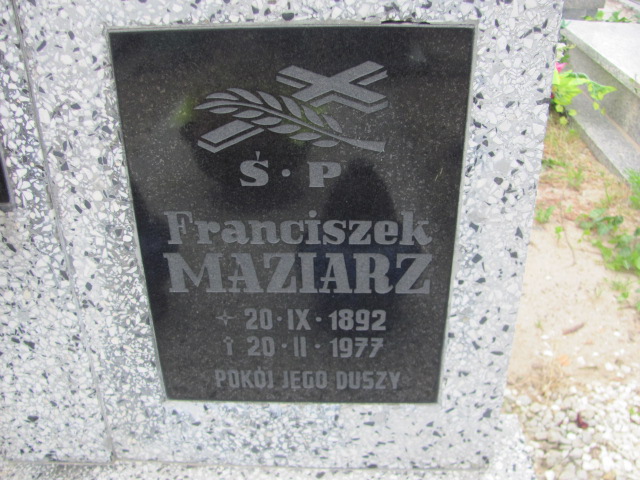 Ś · P
Franciszek
MAZIARZ
20 · IX · 1892
20 · II · 1977
POKÓJ JEGO DUSZY